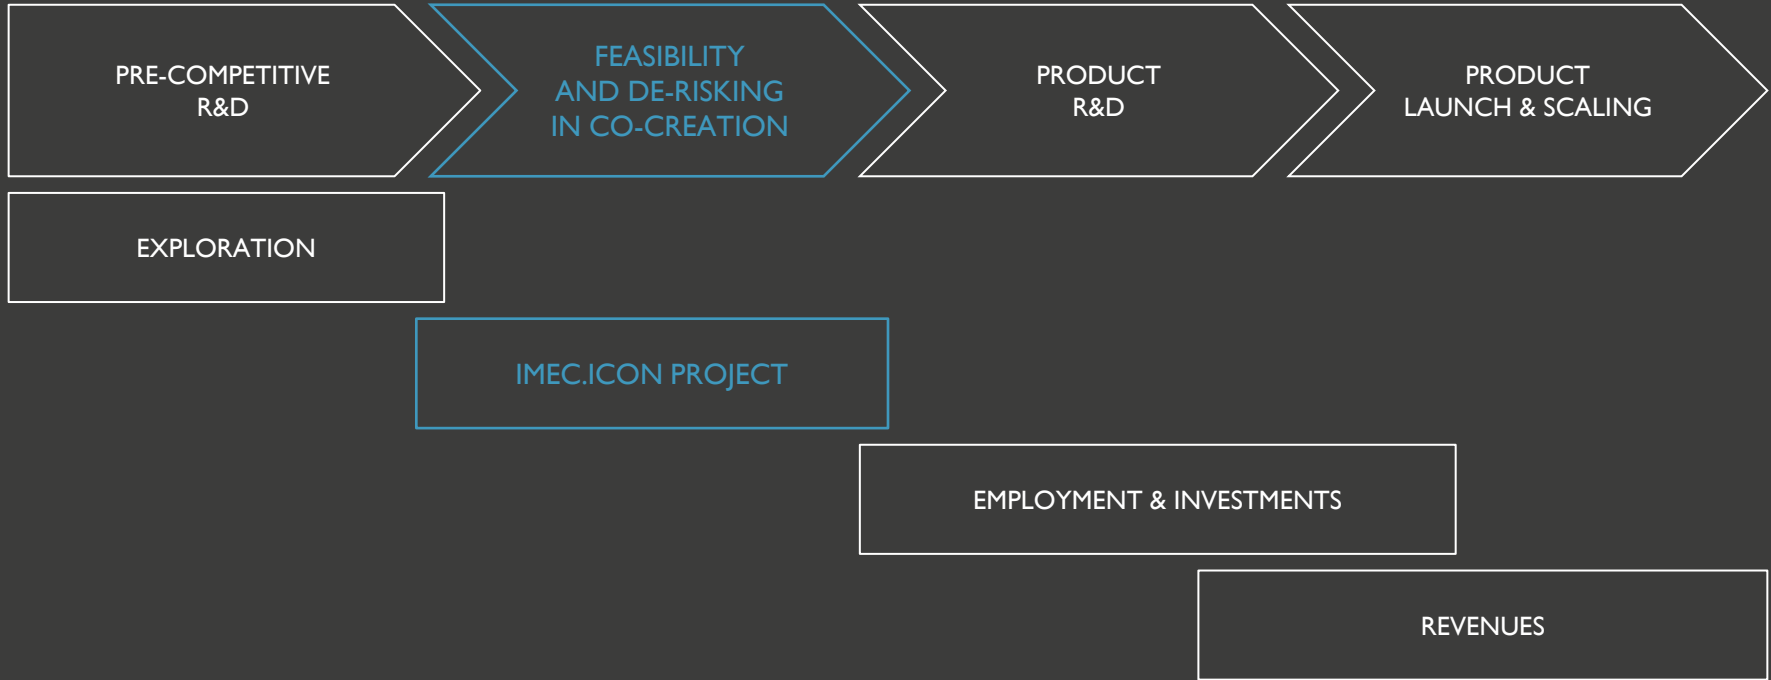 PRE-COMPETITIVE
R&D
FEASIBILITY
AND DE-RISKING
IN CO-CREATION
PRODUCT
R&D
PRODUCT
LAUNCH & SCALING
EXPLORATION
IMEC.ICON PROJECT
EMPLOYMENT & INVESTMENTS
REVENUES